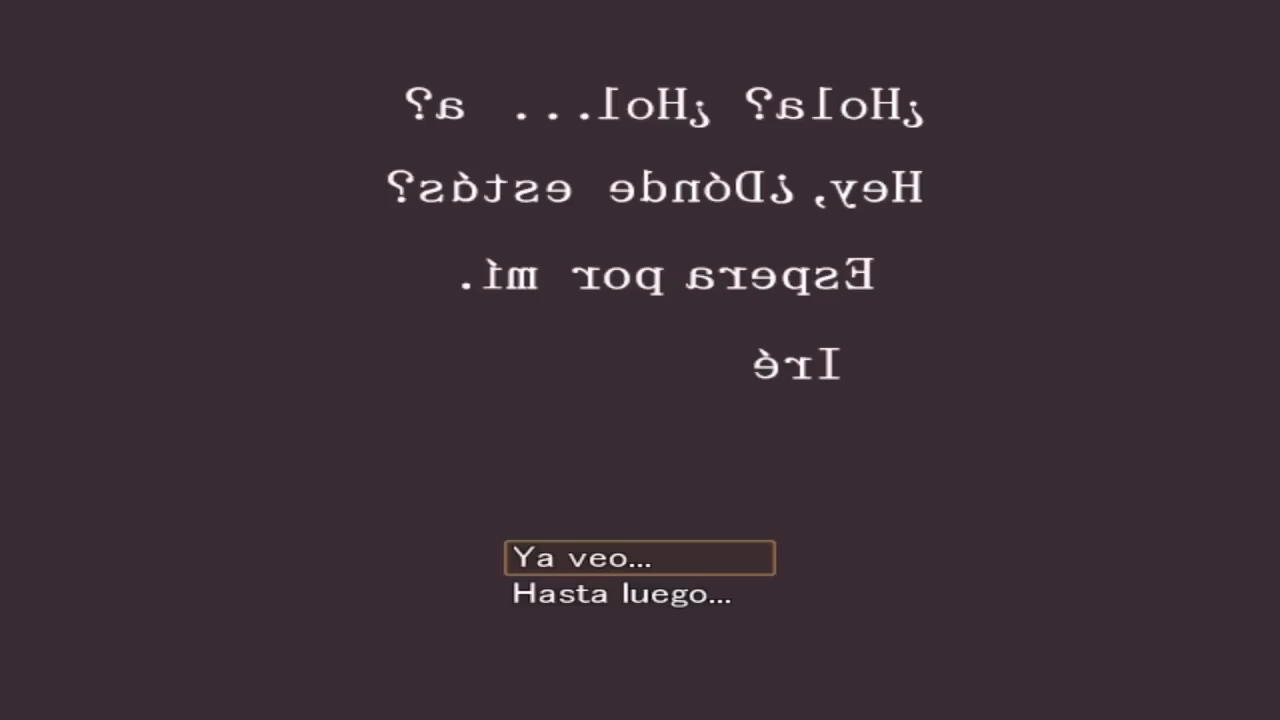 ¿Hola? ¿Hol... a?
Hey,¿Dónde estás?
Espera por mí.
Iré
Ya veo...
Hasta luego...